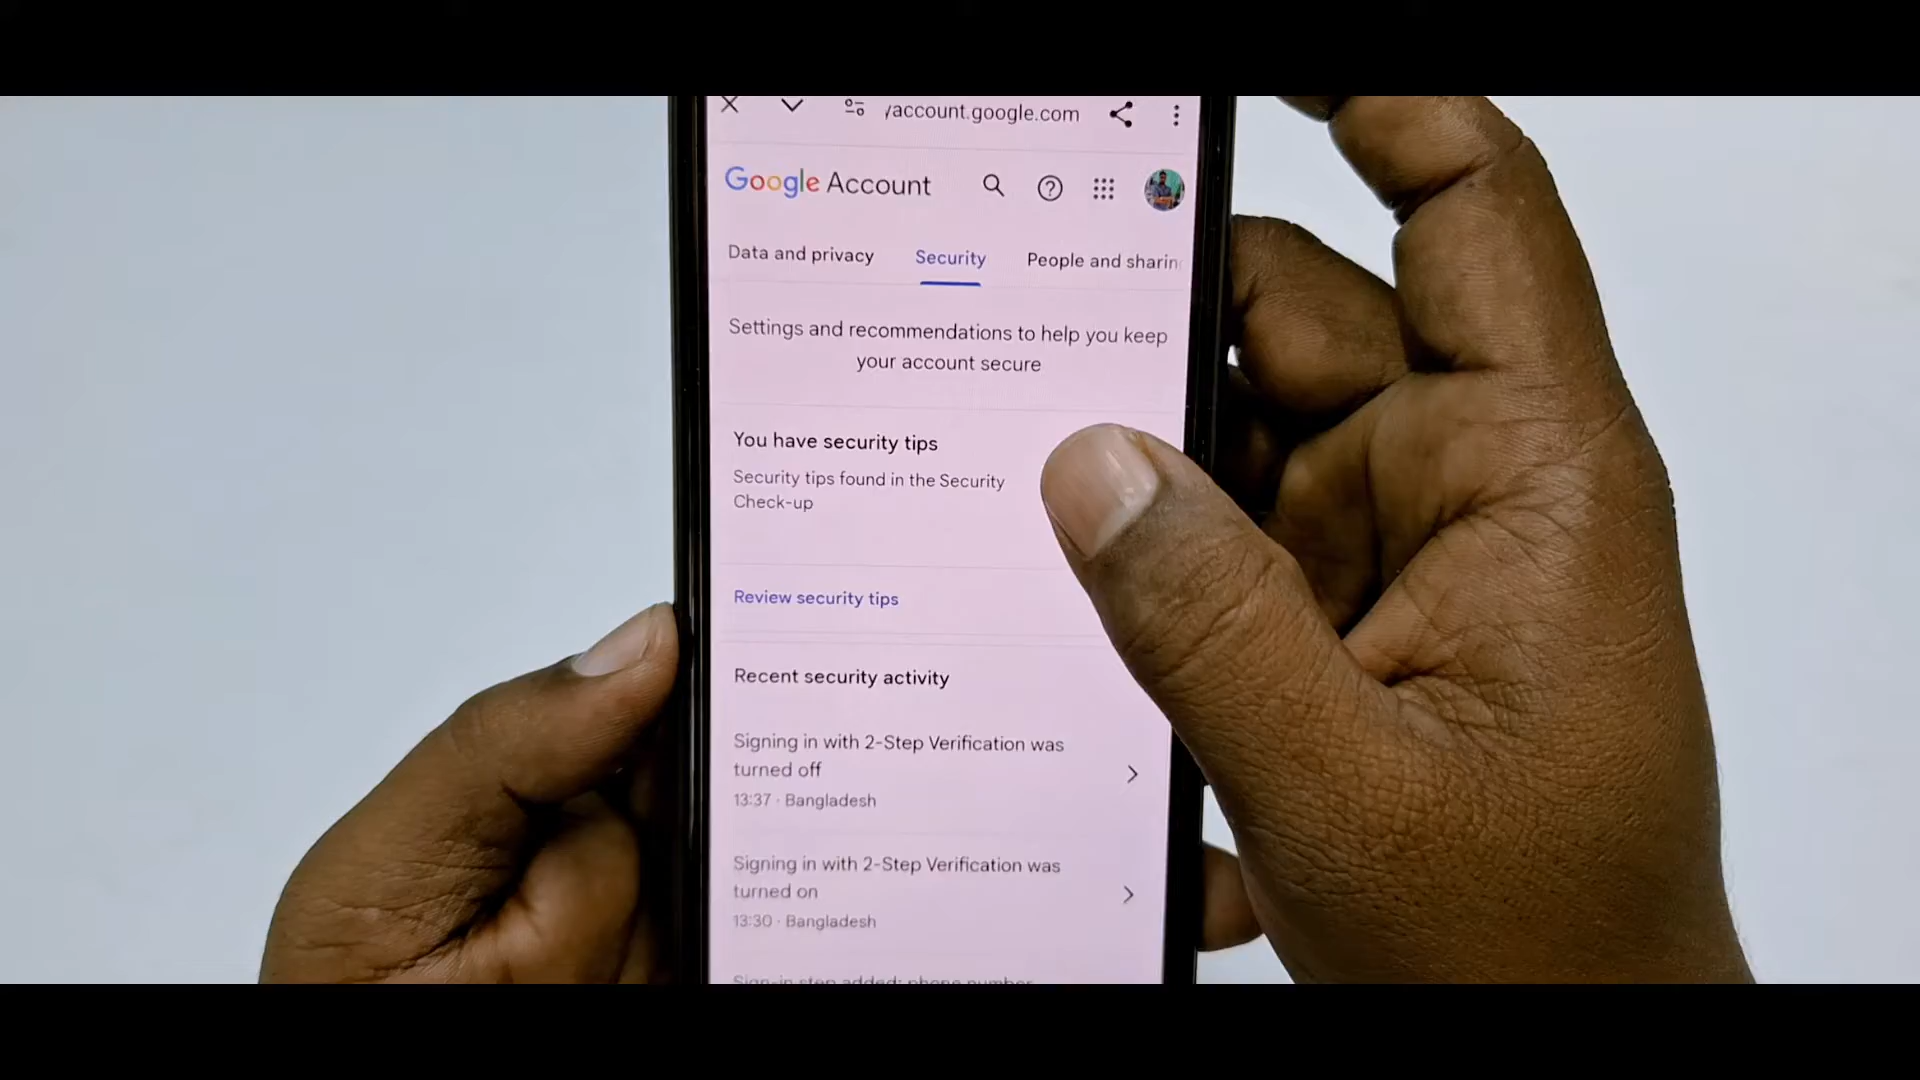 /account.google.com
Google Account
Data and privacy Security People and sharin
Settings and recommendations to help you keep
your account secure
You have security tips
Security tips found in the Security
Check-up
Review security tips
Recent security activity
Signing in with 2-Step Verification was
turned off
13:37 · Bangladesh
Signing in with 2-Step Verification was
turned on
13:30 · Bangladesh
Sign-in step added: phone number